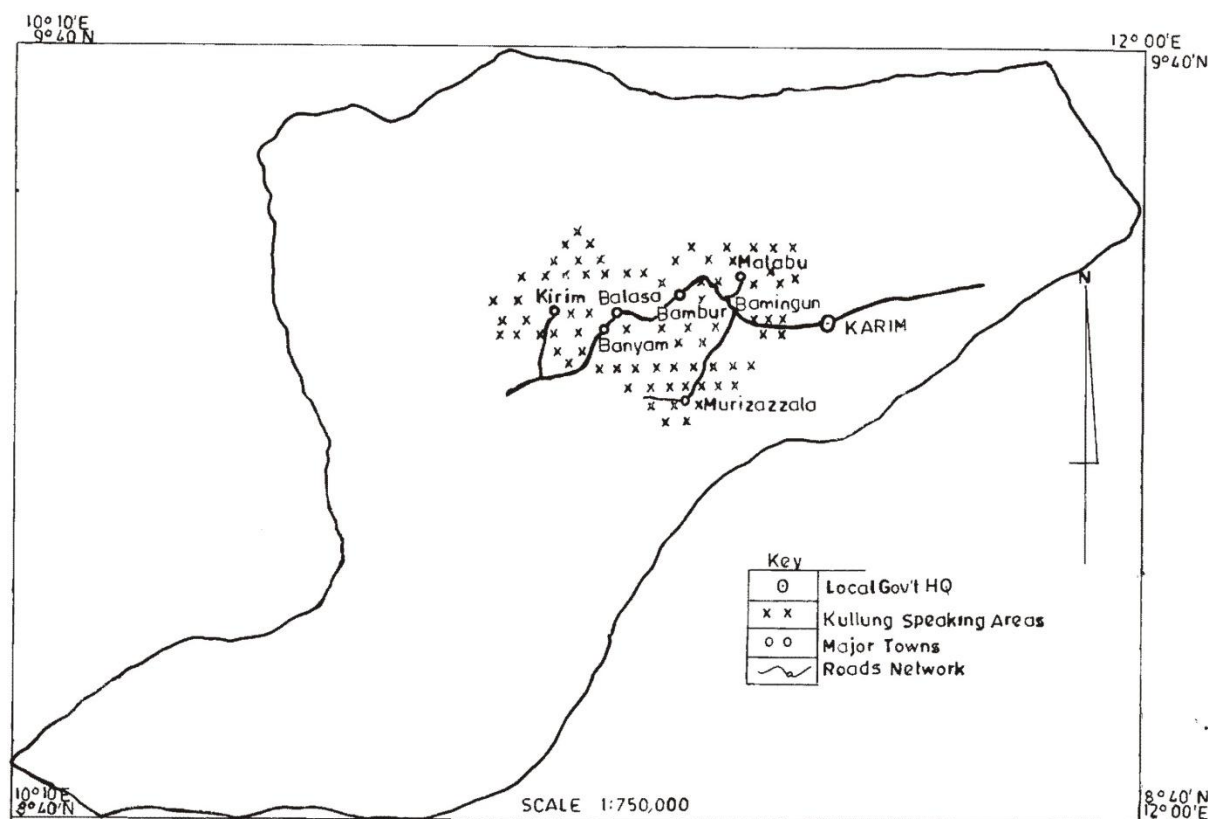 10°10'E
9°40'N
12°00'E
9°40'N
Malabu
Kirim
Balasa
Bambur
Bamingun
KARIM
Banyam
Murizazzala
N
Key
Local Gov't HQ
x x Kullung Speaking Areas
Major Towns
Roads Network
10°10'E
8°40'N
SCALE 1:750,000
8°40'N
12°00'E